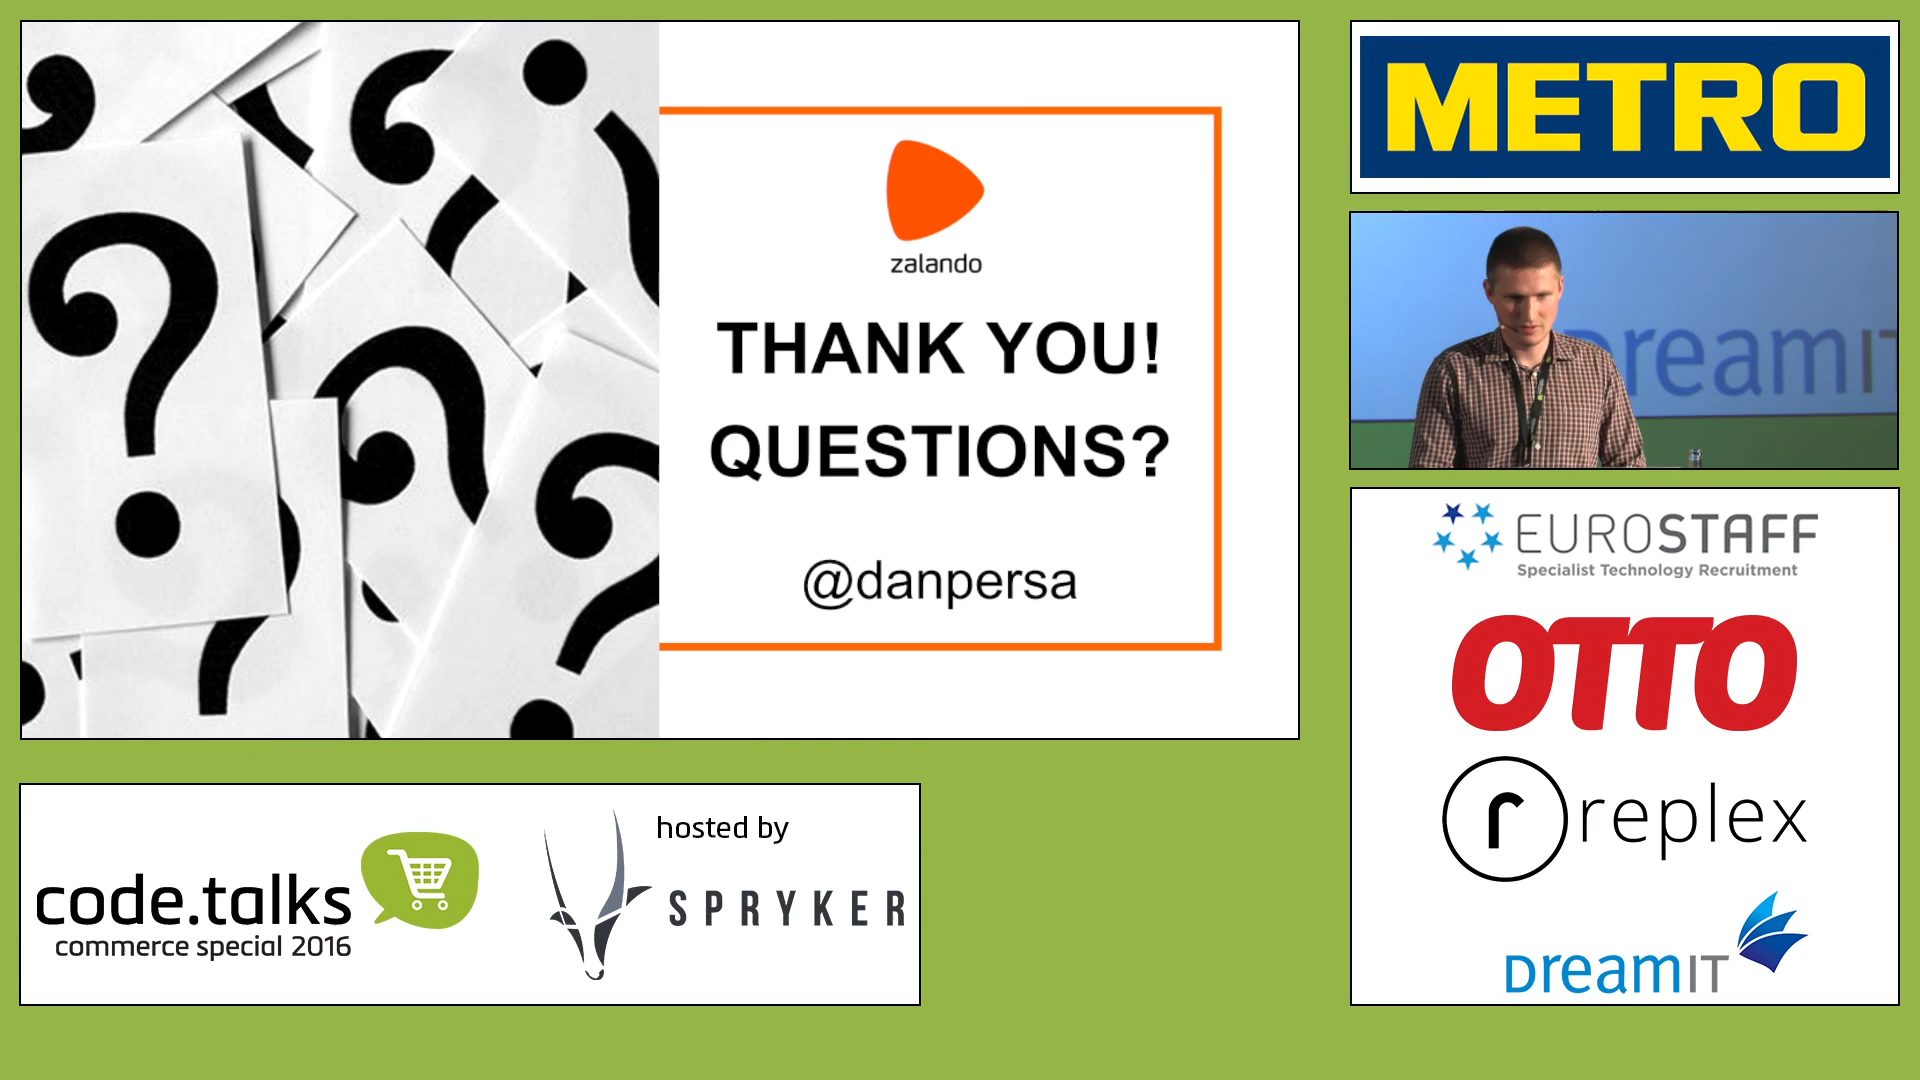 zalando
THANK YOU!
QUESTIONS?
@danpersa
METRO
DreamIT
EUROSTAFF
Specialist Technology Recruitment
OTTO
r replex
DreamIT
code.talks
commerce special 2016
hosted by
SPRYKER